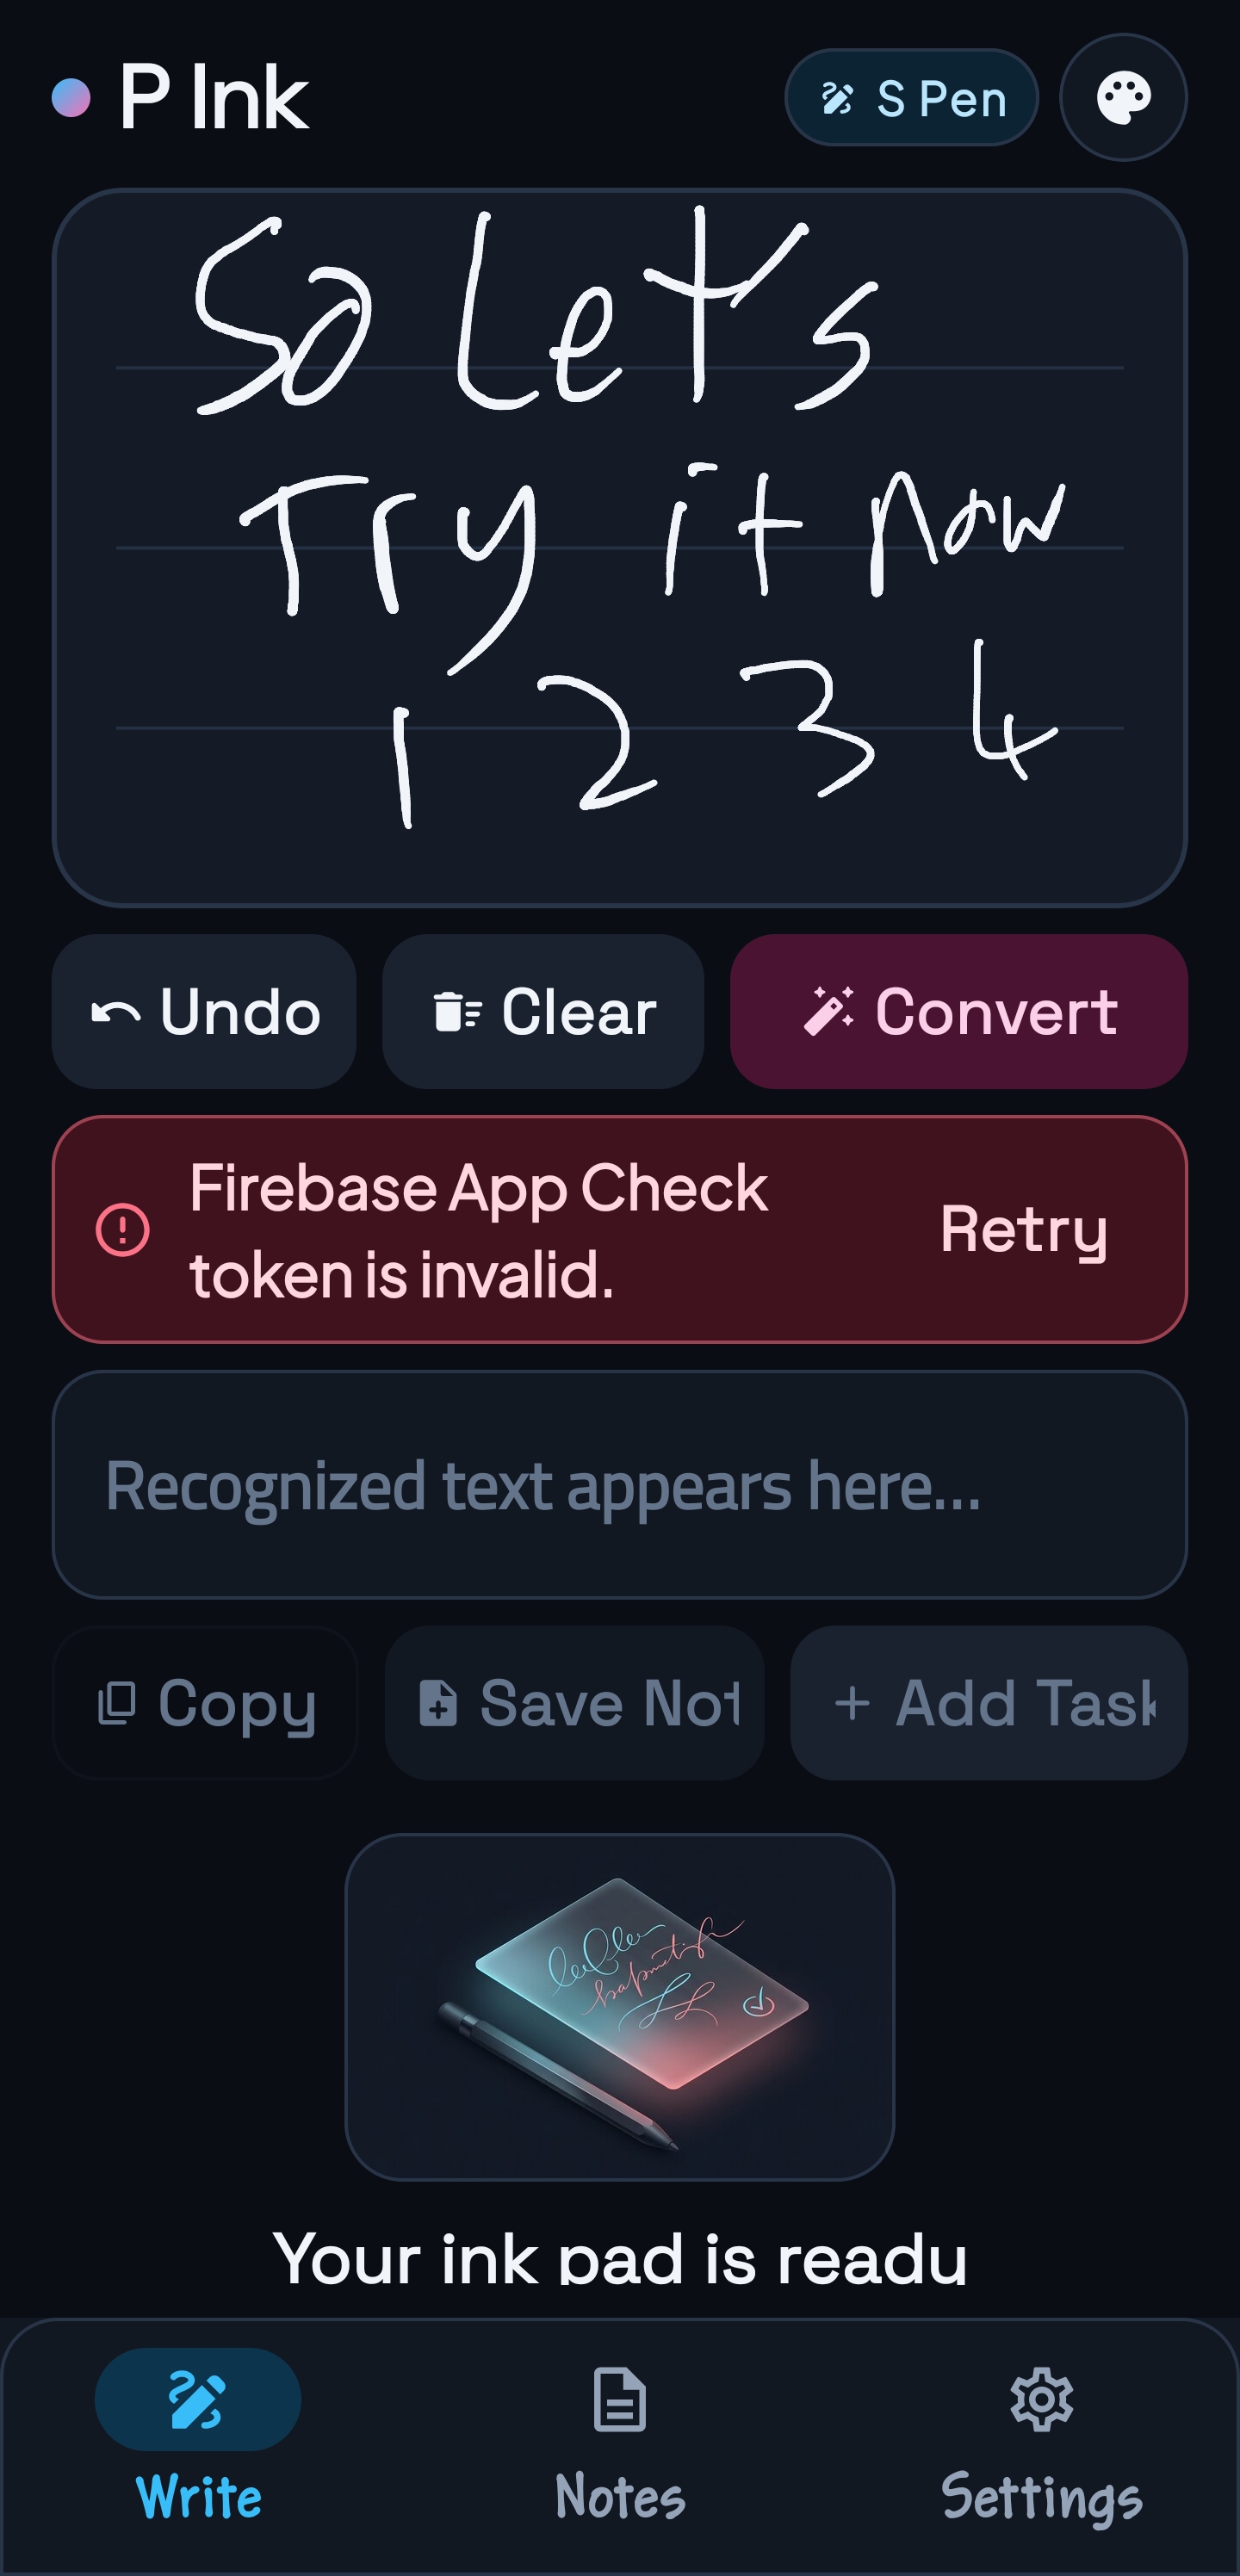 P Ink
S Pen
So Let's
Try it now
1 2 3 4
Undo
Clear
Convert
Firebase App Check
token is invalid.
Retry
Recognized text appears here...
Copy
Save Not
Add Task
Your ink pad is ready
Write
Notes
Settings